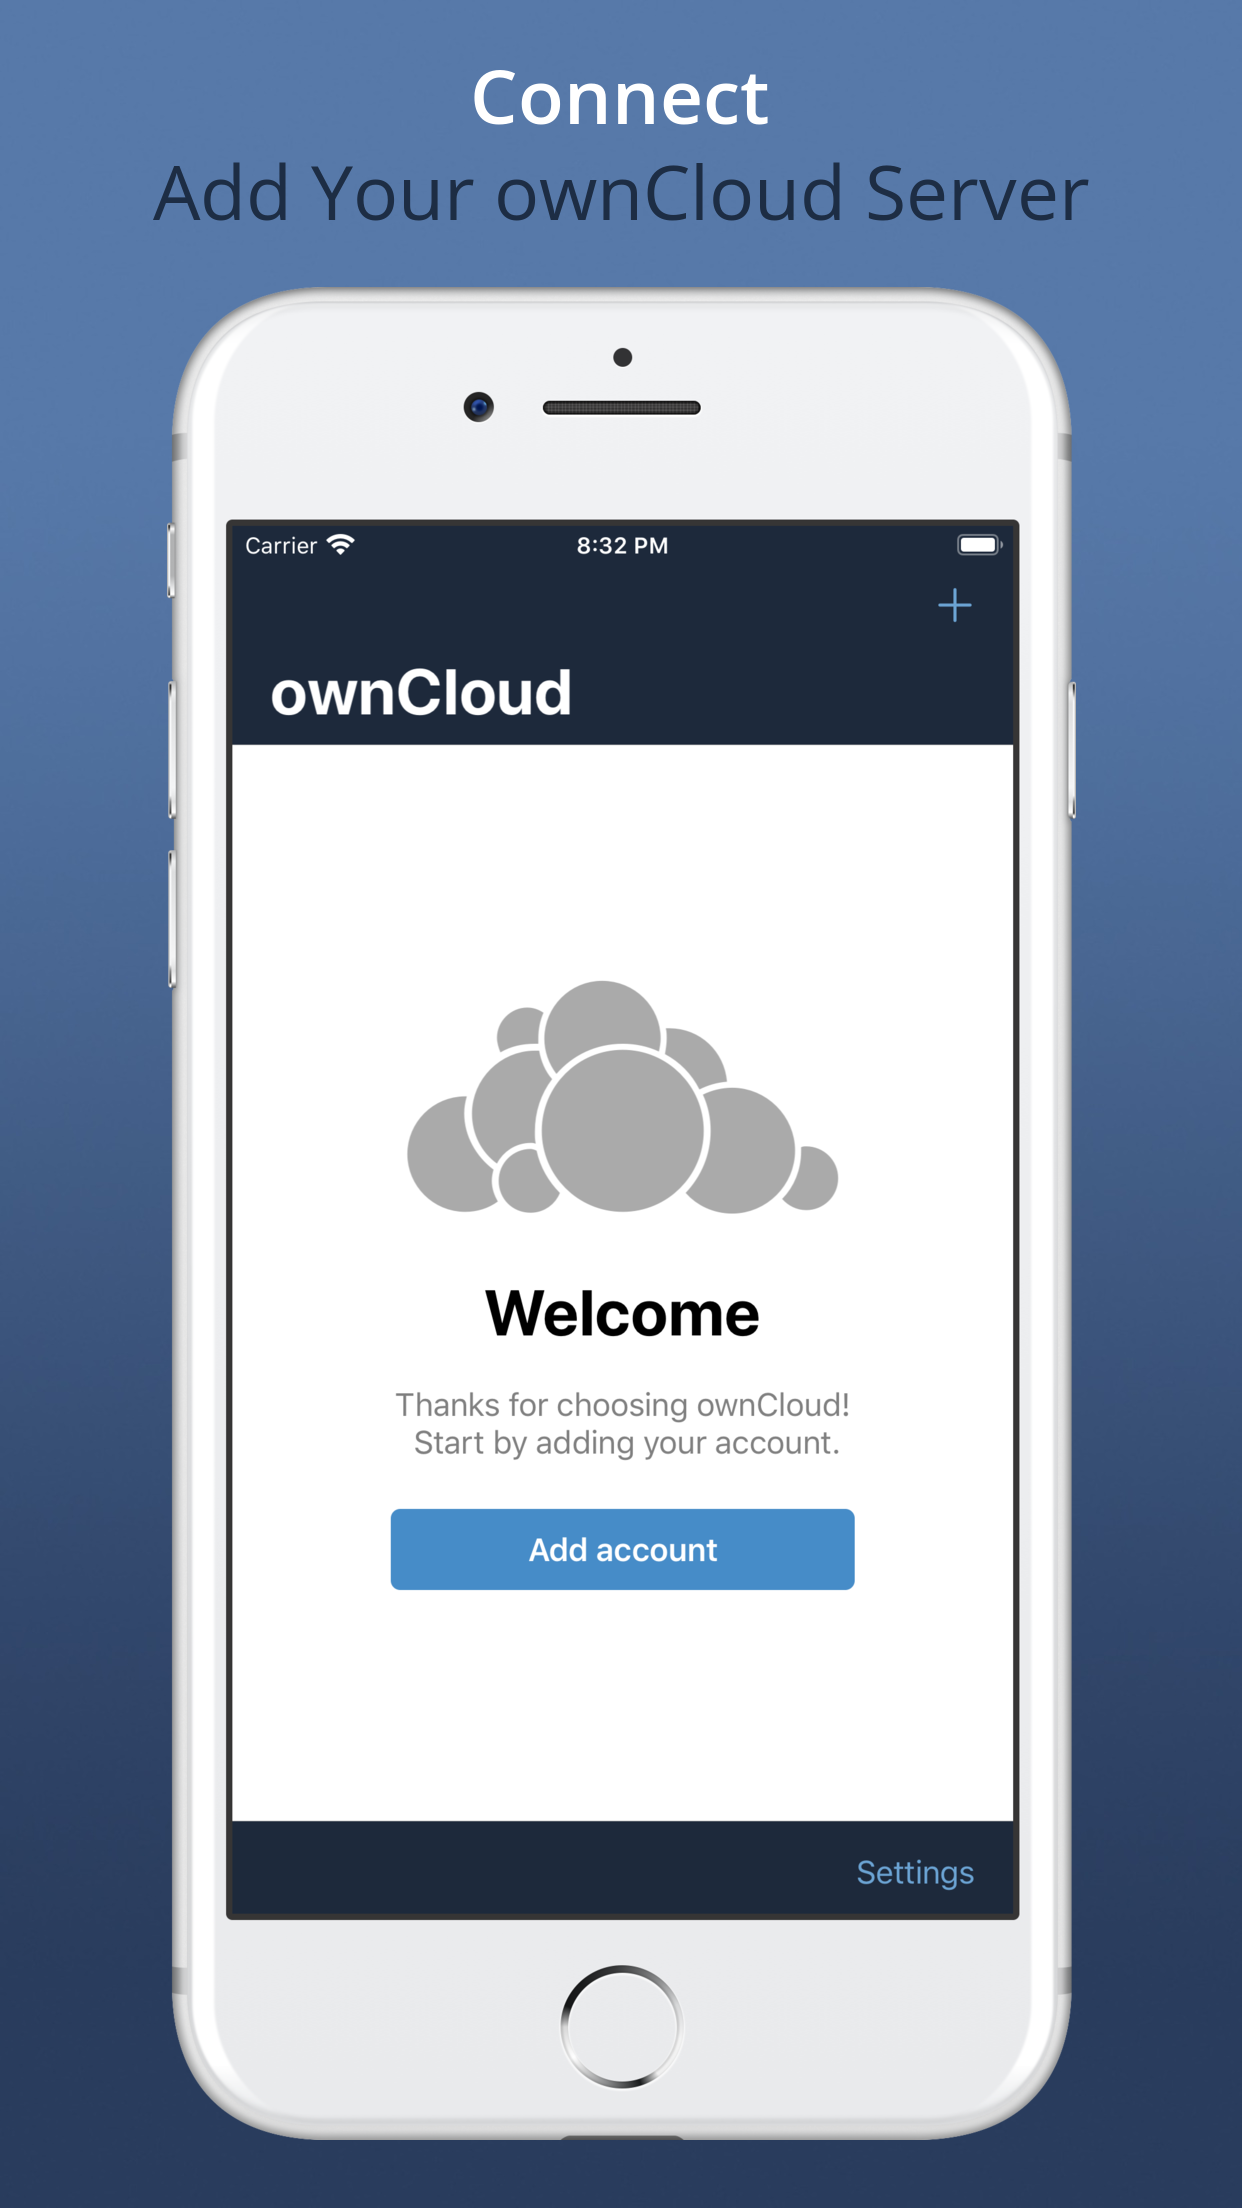 Connect
Add Your ownCloud Server
Carrier 8:32 PM
ownCloud
Welcome
Thanks for choosing ownCloud!
Start by adding your account.
Add account
Settings